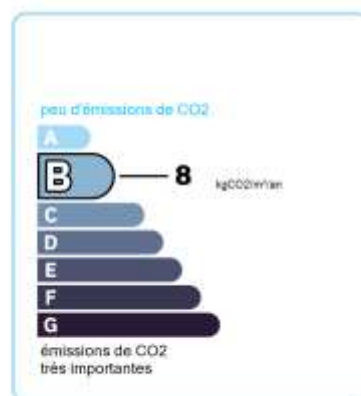 peu d'émissions de CO2
A
B 8 kgCO2/m²/an
C
D
E
F
G
émissions de CO2
très importantes